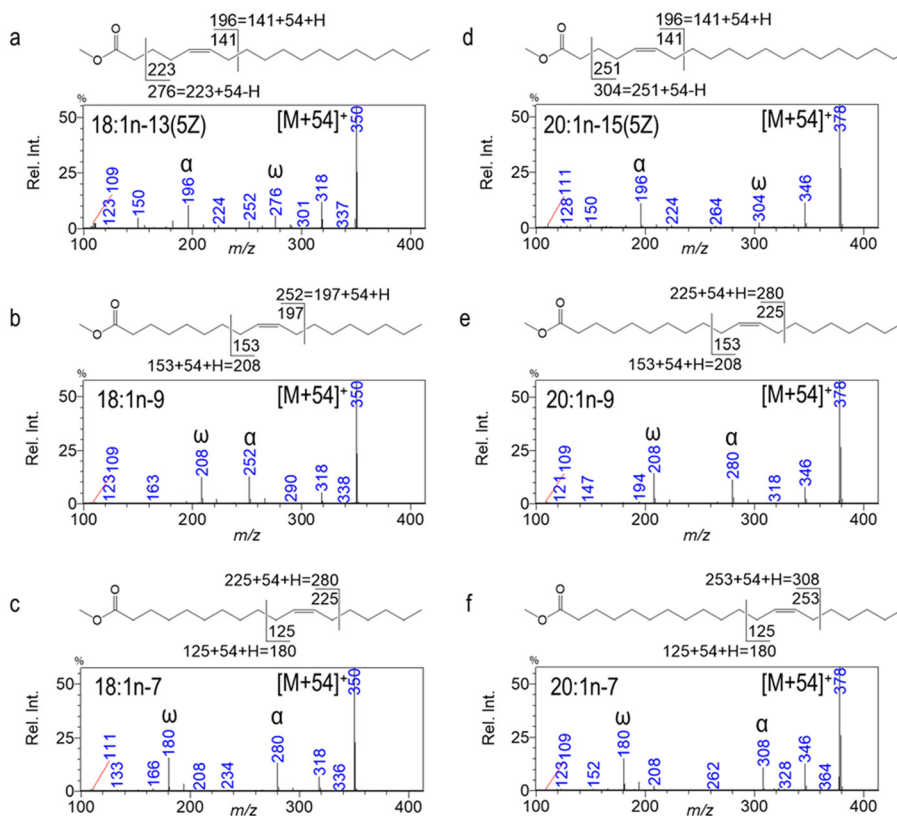 a
196=141+54+H
141
O
O
223
276=223+54-H
%
50
25
0
Rel. Int.
18:1n-13(5Z)
[M+54]+
α
ω
109
123
150
196
224
252
276
301
318
337
350
100
200
300
400
m/z
b
252=197+54+H
197
O
O
153
153+54+H=208
%
50
25
0
Rel. Int.
18:1n-9
[M+54]+
ω
α
109
123
163
208
252
290
318
338
350
100
200
300
400
m/z
c
225+54+H=280
225
O
O
125
125+54+H=180
%
50
25
0
Rel. Int.
18:1n-7
[M+54]+
ω
α
111
133
166
180
208
234
280
318
336
350
100
200
300
400
m/z
d
196=141+54+H
141
O
O
251
304=251+54-H
%
50
25
0
Rel. Int.
20:1n-15(5Z)
[M+54]+
α
ω
111
128
150
196
224
264
304
346
378
100
200
300
400
m/z
e
225+54+H=280
225
O
O
153
153+54+H=208
%
50
25
0
Rel. Int.
20:1n-9
[M+54]+
ω
α
109
121
147
194
208
280
318
346
378
100
200
300
400
m/z
f
253+54+H=308
253
O
O
125
125+54+H=180
%
50
25
0
Rel. Int.
20:1n-7
[M+54]+
ω
α
109
123
152
180
208
262
308
328
346
364
378
100
200
300
400
m/z